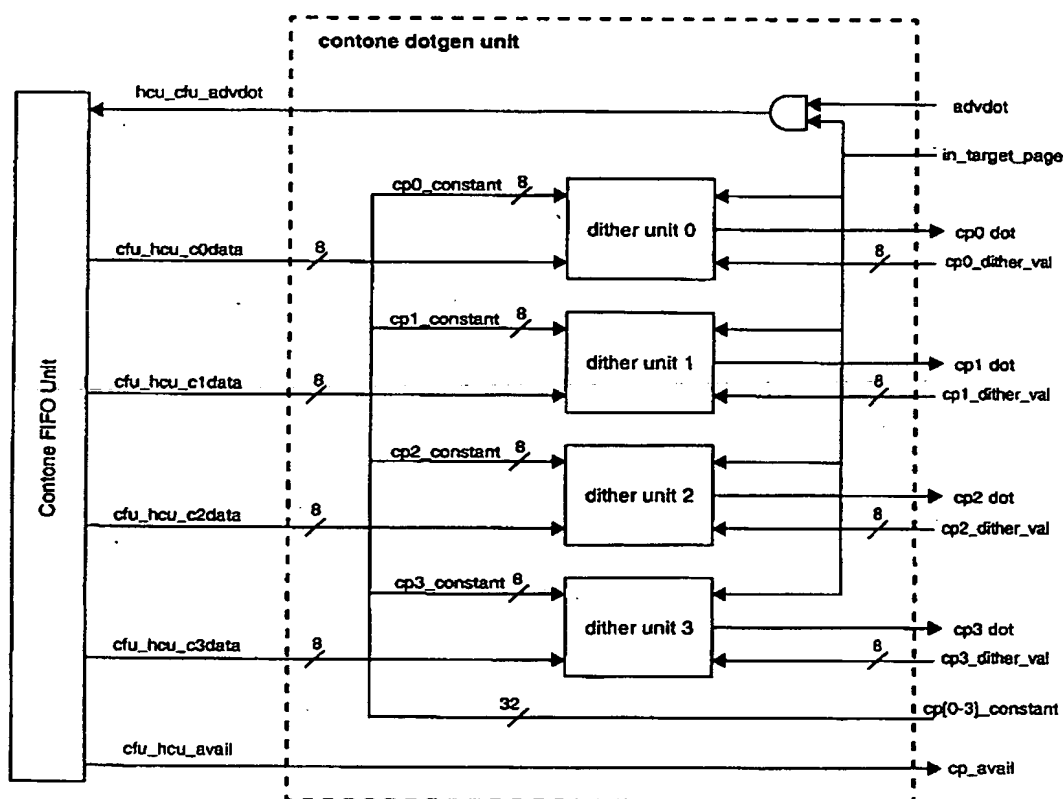 contone dotgen unit
hcu_cfu_advdot
advdot
in_target_page
cp0_constant 8
dither unit 0
cp0 dot
cfu_hcu_c0data 8
8 cp0_dither_val
cp1_constant 8
dither unit 1
cp1 dot
cfu_hcu_c1data 8
8 cp1_dither_val
Contone FIFO Unit
cp2_constant 8
dither unit 2
cp2 dot
cfu_hcu_c2data 8
8 cp2_dither_val
cp3_constant 8
dither unit 3
cp3 dot
cfu_hcu_c3data 8
8 cp3_dither_val
32
cp[0-3]_constant
cfu_hcu_avail
cp_avail